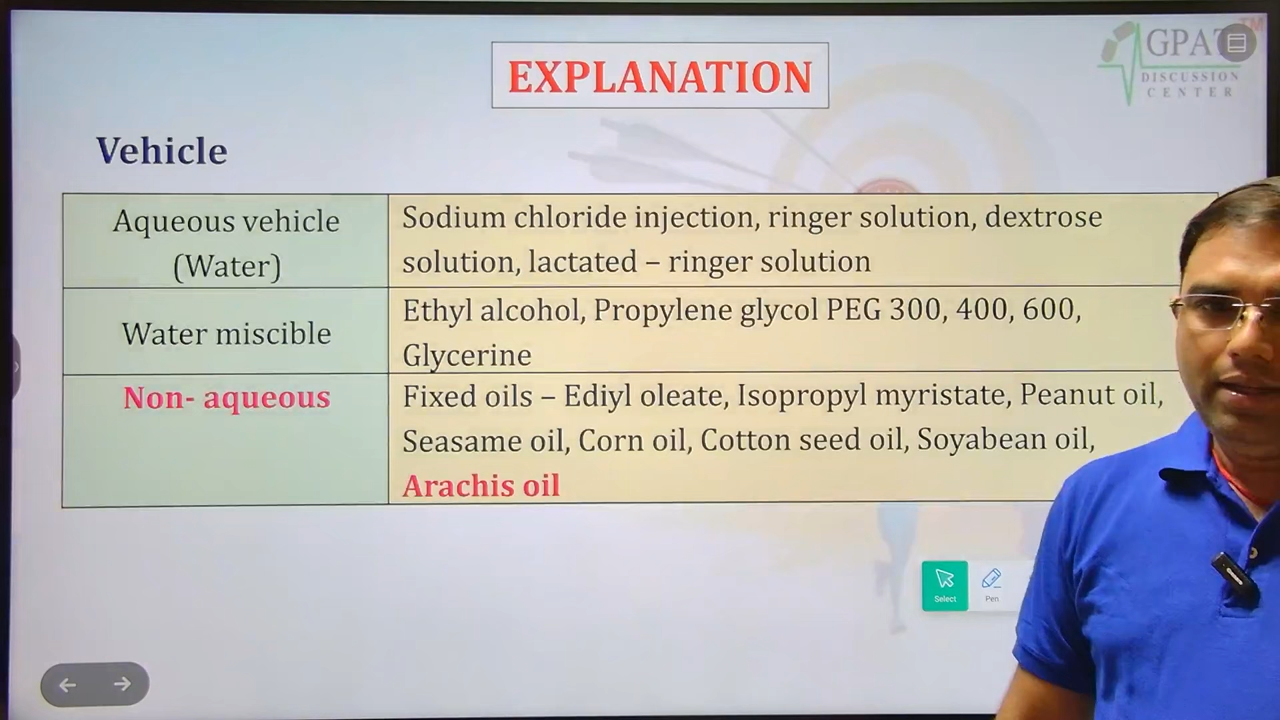 EXPLANATION
GPAT
TM
DISCUSSION
CENTER
Vehicle
Aqueous vehicle
(Water)
Sodium chloride injection, ringer solution, dextrose
solution, lactated – ringer solution
Water miscible
Ethyl alcohol, Propylene glycol PEG 300, 400, 600,
Glycerine
Non- aqueous
Fixed oils – Ediyl oleate, Isopropyl myristate, Peanut oil,
Seasame oil, Corn oil, Cotton seed oil, Soyabean oil,
Arachis oil
Select
Pen